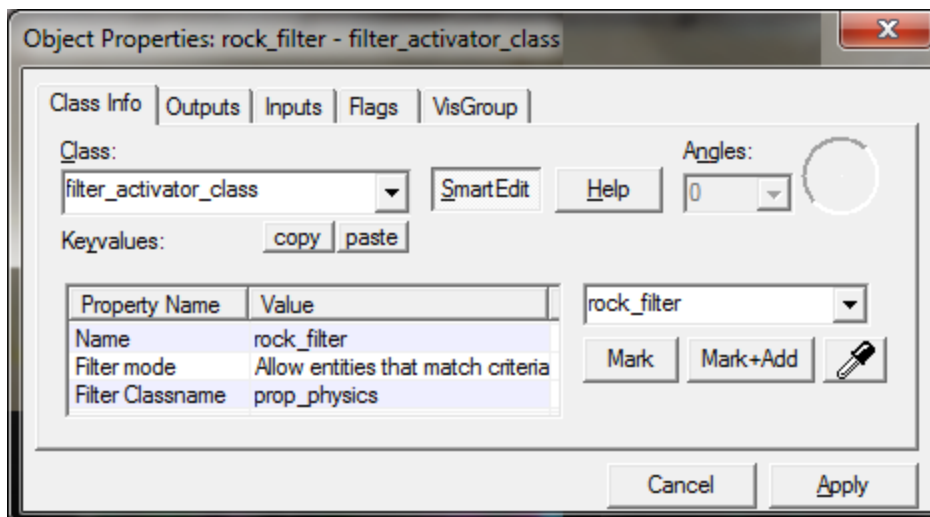 Object Properties: rock_filter - filter_activator_class
Class Info Outputs Inputs Flags VisGroup
Class: Angles:
filter_activator_class SmartEdit Help 0
Keyvalues: copy paste
Property Name Value rock_filter
Name rock_filter
Filter mode Allow entities that match criteria Mark Mark+Add
Filter Classname prop_physics
Cancel Apply